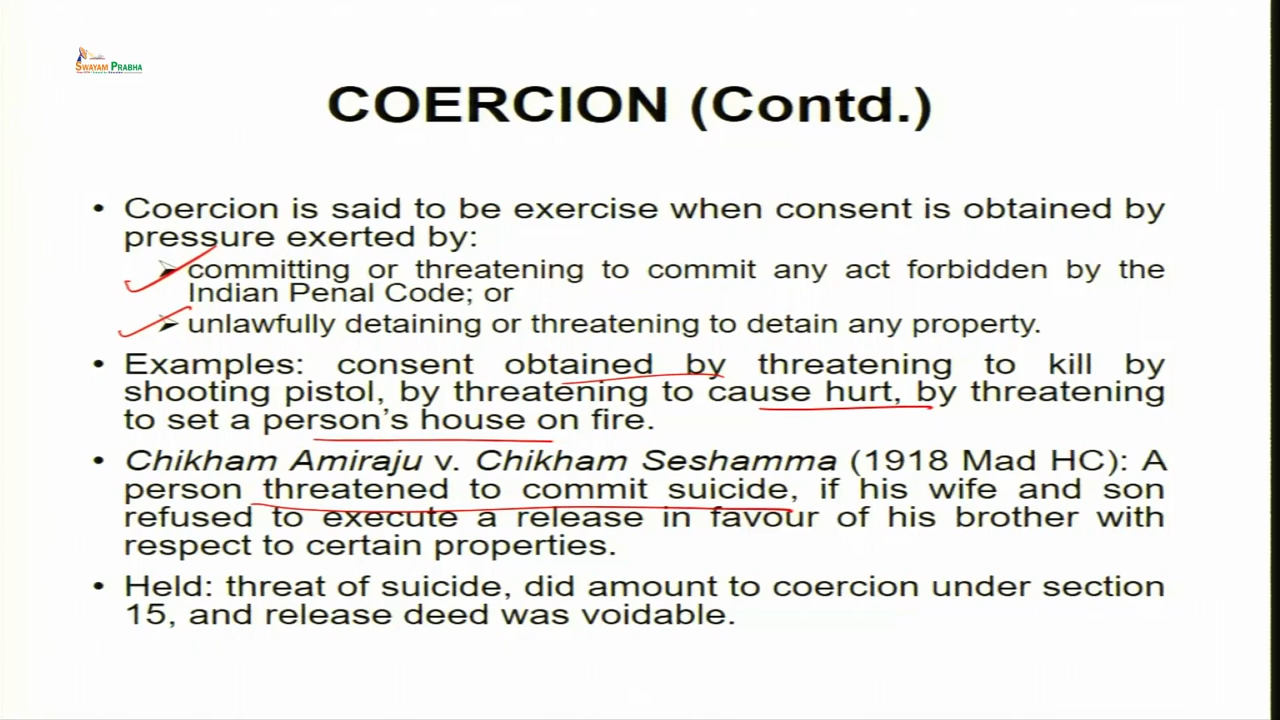 SWAYAM PRABHA
COERCION (Contd.)
• Coercion is said to be exercise when consent is obtained by
pressure exerted by:
➢ committing or threatening to commit any act forbidden by the
Indian Penal Code; or
➢ unlawfully detaining or threatening to detain any property.
• Examples: consent obtained by threatening to kill by
shooting pistol, by threatening to cause hurt, by threatening
to set a person's house on fire.
• Chikham Amiraju v. Chikham Seshamma (1918 Mad HC): A
person threatened to commit suicide, if his wife and son
refused to execute a release in favour of his brother with
respect to certain properties.
• Held: threat of suicide, did amount to coercion under section
15, and release deed was voidable.